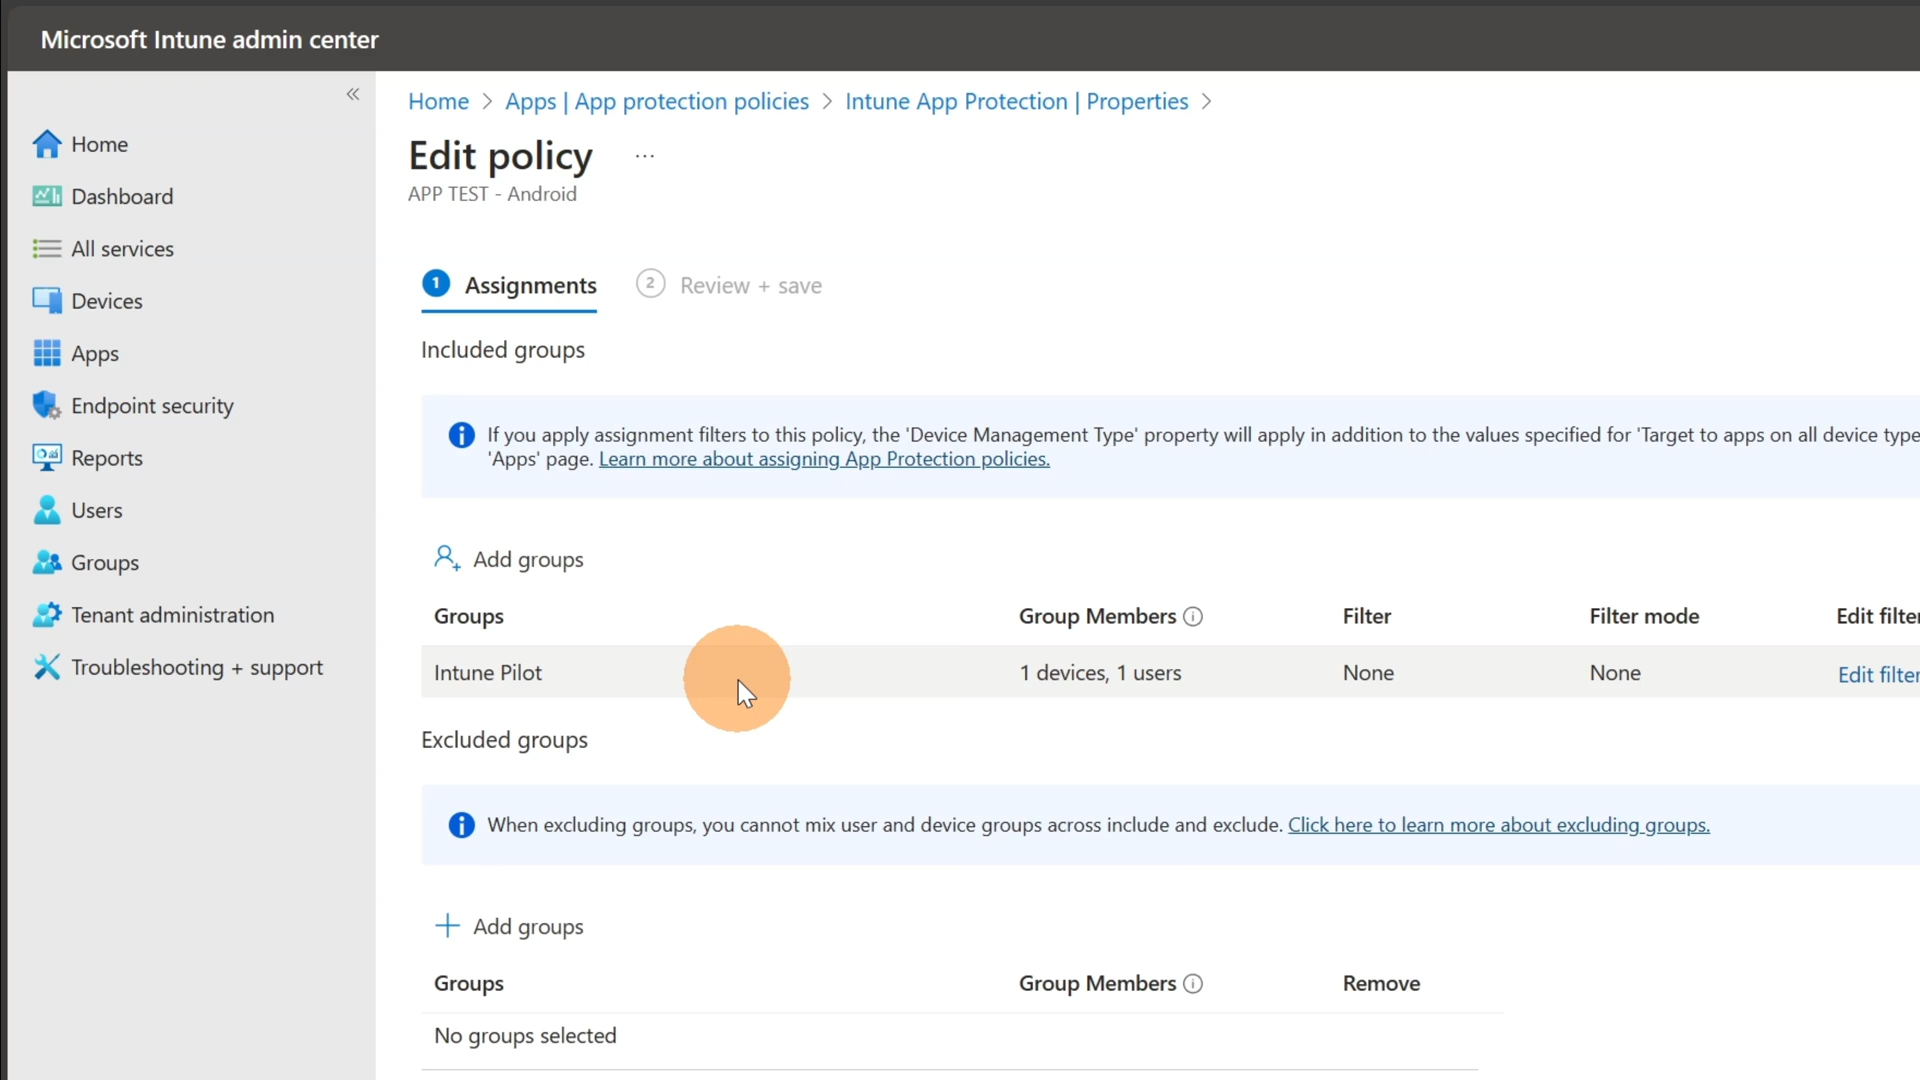 Microsoft Intune admin center
«
Home
Dashboard
All services
Devices
Apps
Endpoint security
Reports
Users
Groups
Tenant administration
Troubleshooting + support
Home > Apps | App protection policies > Intune App Protection | Properties >
Edit policy ...
APP TEST - Android
1 Assignments 2 Review + save
Included groups
If you apply assignment filters to this policy, the 'Device Management Type' property will apply in addition to the values specified for 'Target to apps on all device type
'Apps' page. Learn more about assigning App Protection policies.
Add groups
Groups Group Members Filter Filter mode Edit filter
Intune Pilot 1 devices, 1 users None None Edit filter
Excluded groups
When excluding groups, you cannot mix user and device groups across include and exclude. Click here to learn more about excluding groups.
Add groups
Groups Group Members Remove
No groups selected